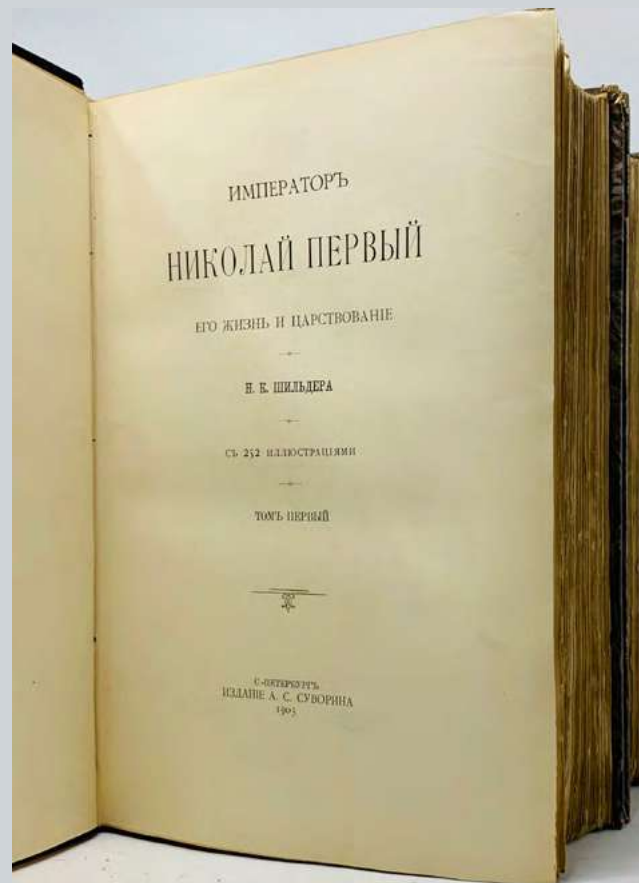 ИМПЕРАТОРЪ
НИКОЛАЙ ПЕРВЫЙ
ЕГО ЖИЗНЬ И ЦАРСТВОВАНІЕ
Н. К. ШИЛЬДЕРА
СЪ 252 ИЛЛЮСТРАЦІЯМИ
ТОМЪ ПЕРВЫЙ
С.-ПЕТЕРБУРГЪ
ИЗДАНІЕ А. С. СУВОРИНА
1903